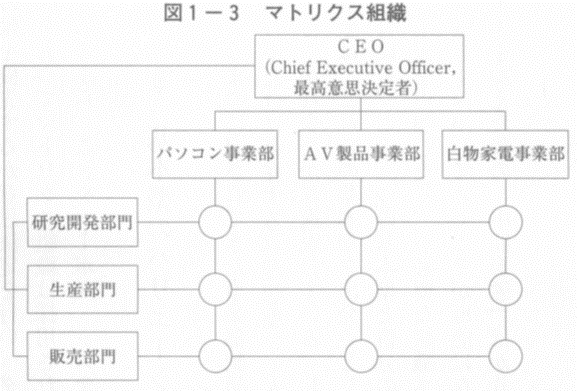 図1－3　マトリクス組織
CEO
(Chief Executive Officer,
最高意思決定者)
パソコン事業部
AV製品事業部
白物家電事業部
研究開発部門
生産部門
販売部門